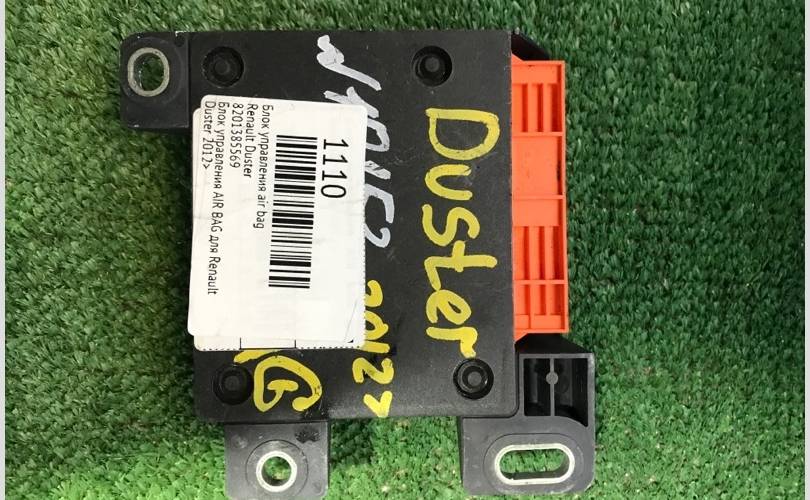 Duster
2012>
1110
Блок управления air bag
Renault Duster
8201385569
Блок управления AIR BAG для Renault
Duster 2012>